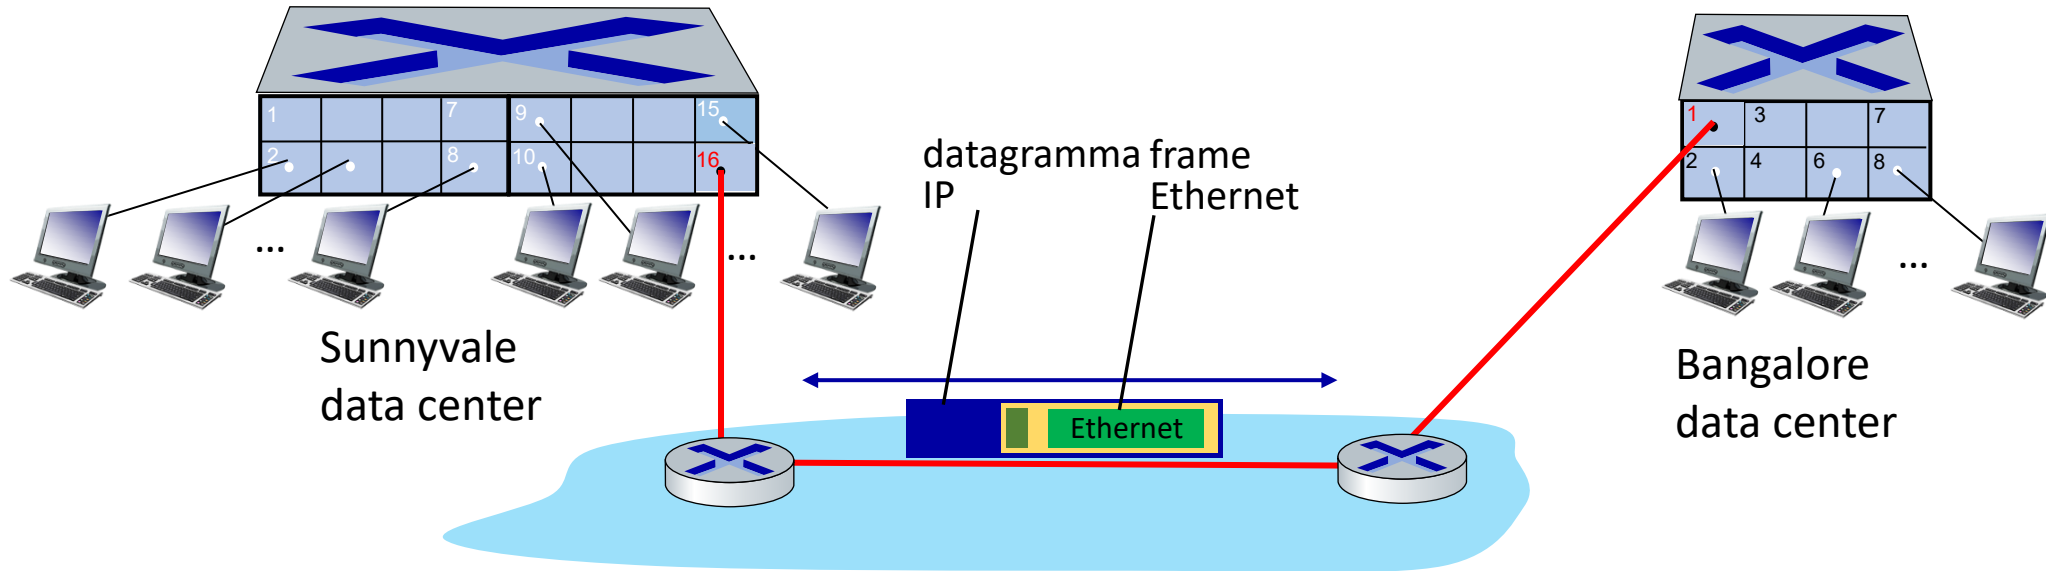 1
7
9
15
2
8
10
16
...
...
Sunnyvale
data center
datagramma
IP
frame
Ethernet
Ethernet
1
3
7
2
4
6
8
...
Bangalore
data center